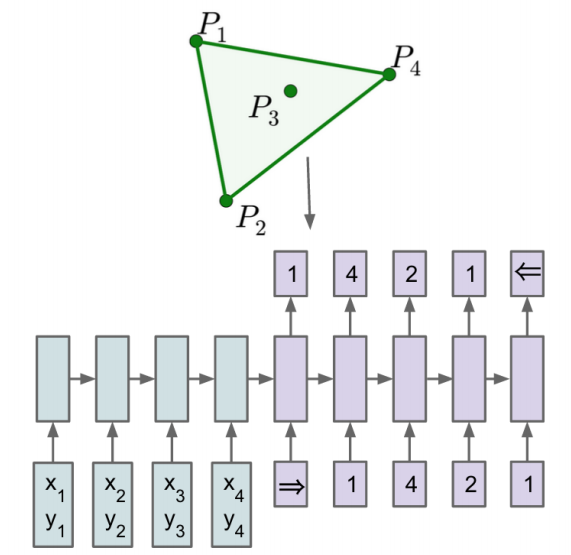 P1
P4
P3
P2
1 4 2 1 ⇐
x1 x2 x3 x4
y1 y2 y3 y4
⇒ 1 4 2 1